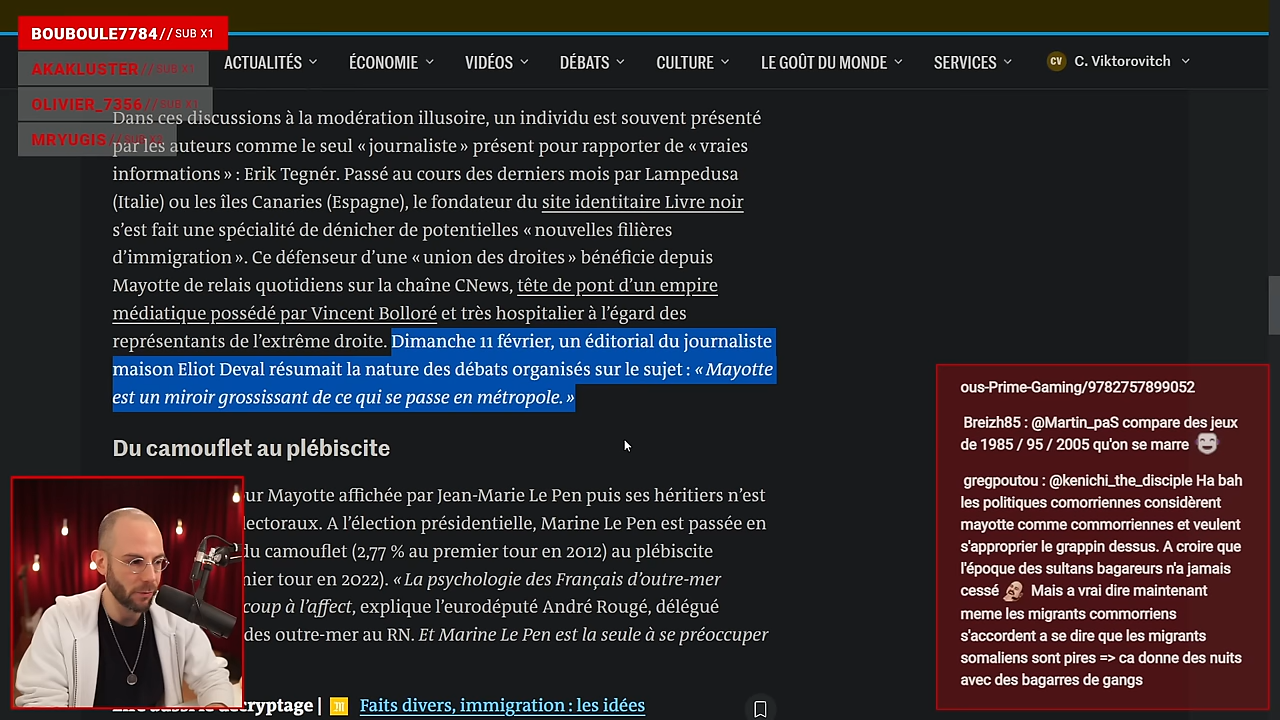 BOUBOULE7784// SUB X1
AKAKLUSTER// SUB X1
OLIVIER_7356// SUB X1
MRYUGIS//
ACTUALITÉS
ÉCONOMIE
VIDÉOS
DÉBATS
CULTURE
LE GOÛT DU MONDE
SERVICES
CV C. Viktorovitch
Dans ces discussions à la modération illusoire, un individu est souvent présenté
par les auteurs comme le seul « journaliste » présent pour rapporter de « vraies
informations » : Erik Tegnér. Passé au cours des derniers mois par Lampedusa
(Italie) ou les îles Canaries (Espagne), le fondateur du site identitaire Livre noir
s’est fait une spécialité de dénicher de potentielles « nouvelles filières
d’immigration ». Ce défenseur d’une « union des droites » bénéficie depuis
Mayotte de relais quotidiens sur la chaîne CNews, tête de pont d’un empire
médiatique possédé par Vincent Bolloré et très hospitalier à l’égard des
représentants de l’extrême droite. Dimanche 11 février, un éditorial du journaliste
maison Eliot Deval résumait la nature des débats organisés sur le sujet : « Mayotte
est un miroir grossissant de ce qui se passe en métropole. »
Du camouflet au plébiscite
ur Mayotte affichée par Jean-Marie Le Pen puis ses héritiers n’est
lectoraux. A l’élection présidentielle, Marine Le Pen est passée en
du camouflet (2,77 % au premier tour en 2012) au plébiscite
nier tour en 2022). « La psychologie des Français d’outre-mer
coup à l’affect, explique l’eurodéputé André Rougé, délégué
des outre-mer au RN. Et Marine Le Pen est la seule à se préoccuper
cryptage | Faits divers, immigration : les idées
ous-Prime-Gaming/9782757899052
Breizh85 : @Martin_paS compare des jeux
de 1985 / 95 / 2005 qu'on se marre
gregpoutou : @kenichi_the_disciple Ha bah
les politiques comorriennes considèrent
mayotte comme commorriennes et veulent
s'approprier le grappin dessus. A croire que
l'époque des sultans bagareurs n'a jamais
cessé Mais a vrai dire maintenant
meme les migrants commorriens
s'accordent a se dire que les migrants
somaliens sont pires => ca donne des nuits
avec des bagarres de gangs